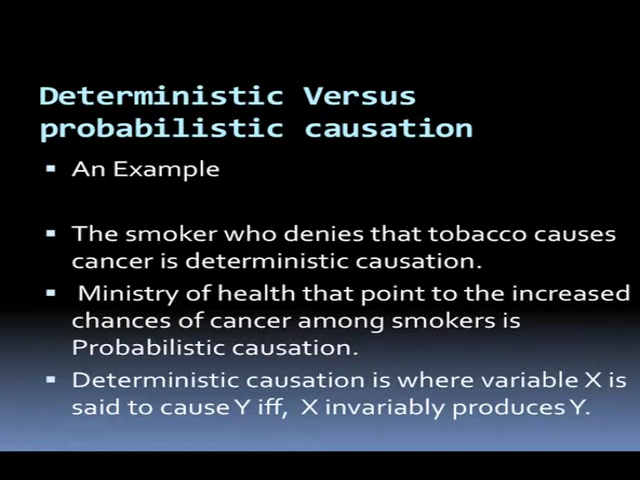 Deterministic Versus
probabilistic causation
▪ An Example
▪ The smoker who denies that tobacco causes
cancer is deterministic causation.
▪ Ministry of health that point to the increased
chances of cancer among smokers is
Probabilistic causation.
▪ Deterministic causation is where variable X is
said to cause Y iff, X invariably produces Y.